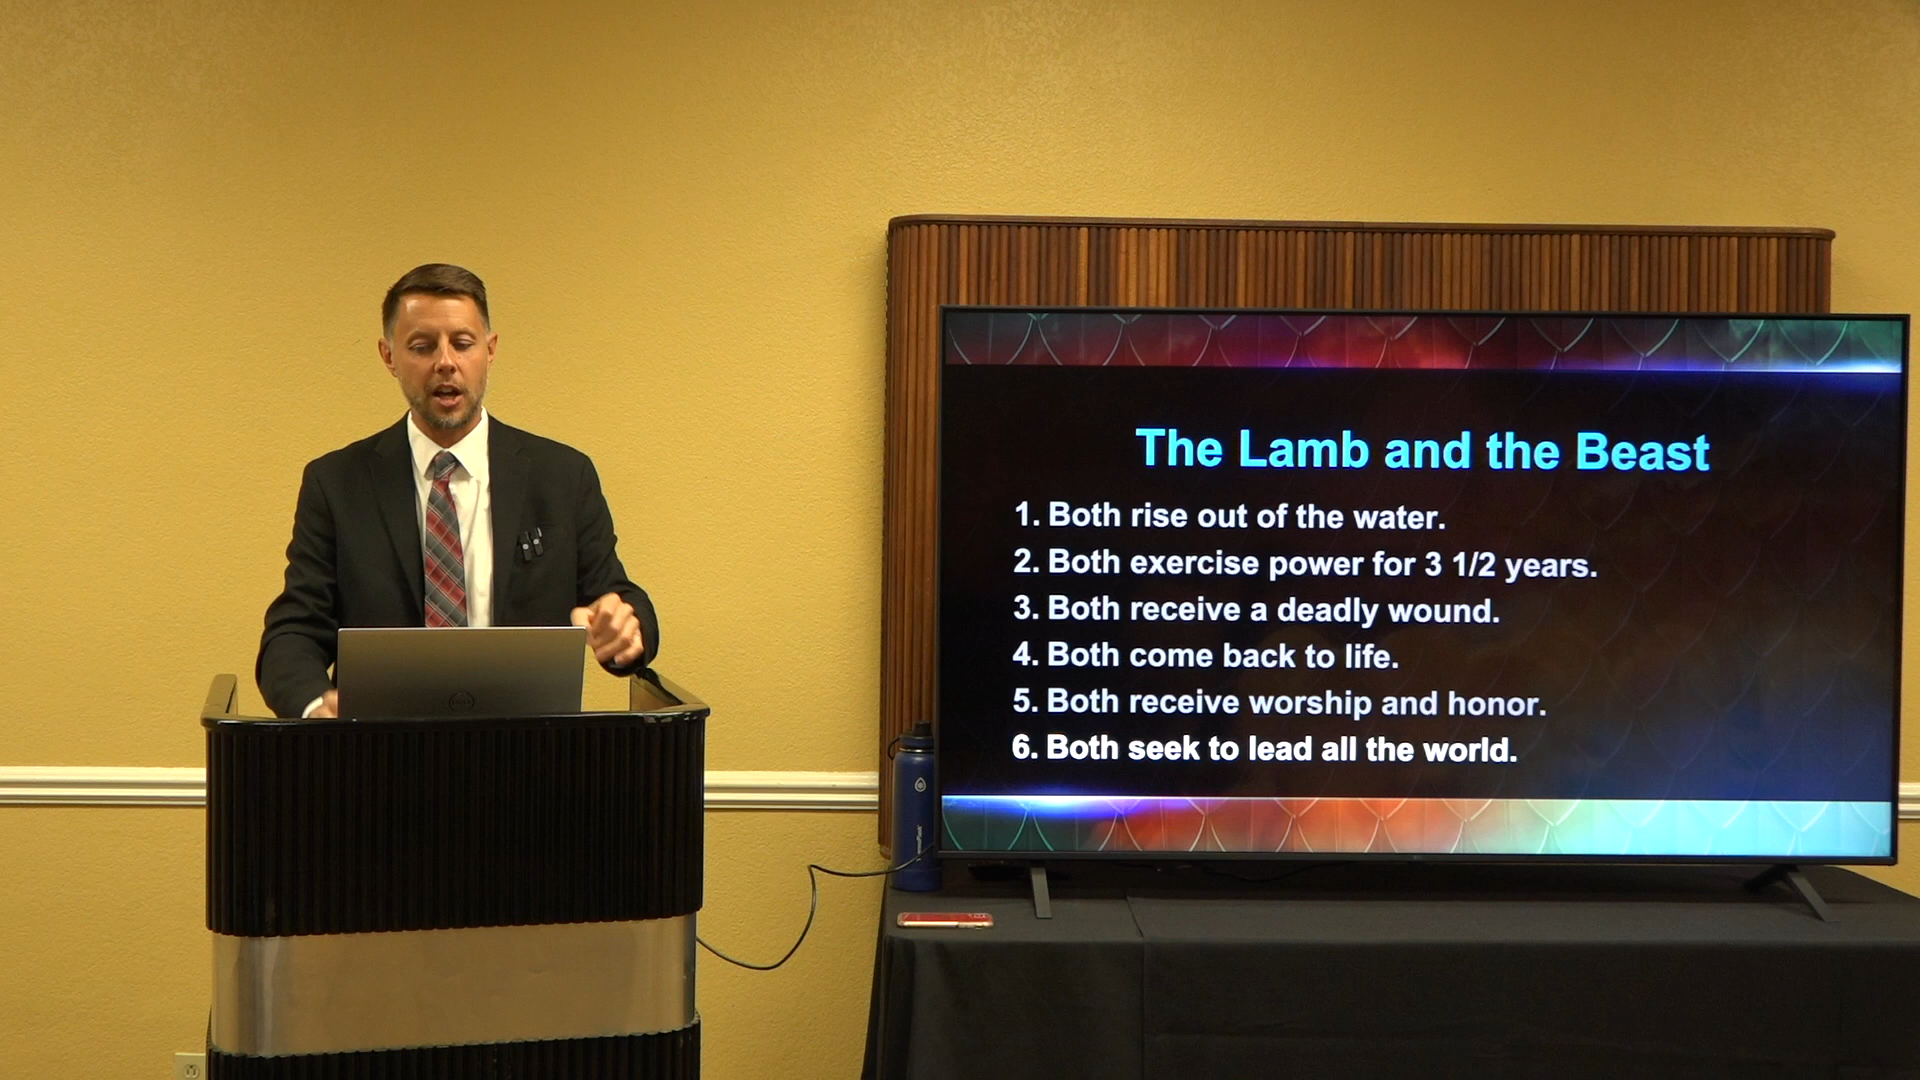 The Lamb and the Beast
1. Both rise out of the water.
2. Both exercise power for 3 1/2 years.
3. Both receive a deadly wound.
4. Both come back to life.
5. Both receive worship and honor.
6. Both seek to lead all the world.